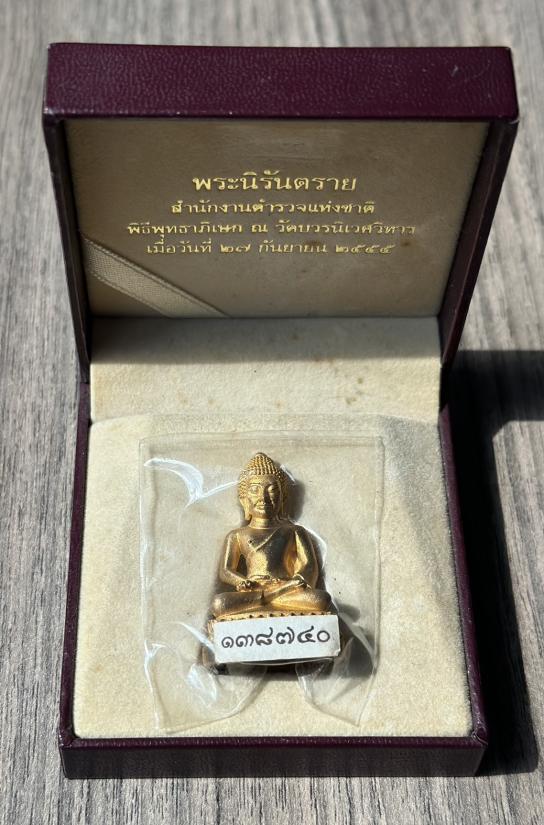 พระนิรันตราย
สำนักงานตำรวจแห่งชาติ
พิธีพุทธาภิเษก ณ วัดบวรนิเวศวิหาร
เมื่อวันที่ ๒๗ กันยายน ๒๕๕๕
๑๓๘๗๔๐